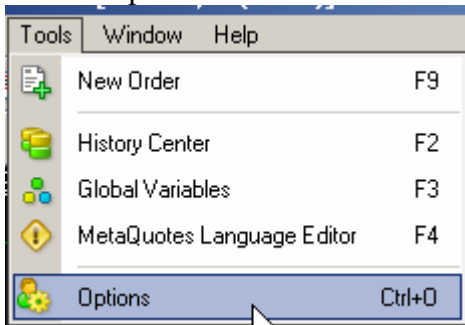 Tools Window Help
New Order F9
History Center F2
Global Variables F3
MetaQuotes Language Editor F4
Options Ctrl+O